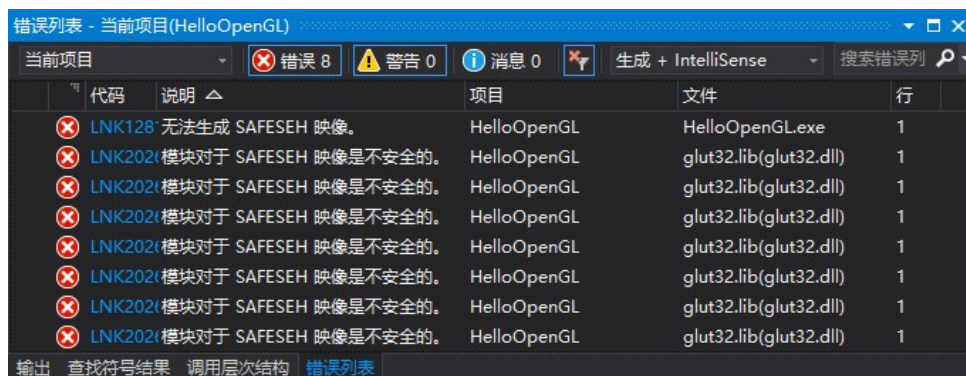 错误列表 - 当前项目(HelloOpenGL)
当前项目 错误 8 警告 0 消息 0 生成 + IntelliSense 搜索错误列
代码 说明 项目 文件 行
LNK128 无法生成 SAFESEH 映像。 HelloOpenGL HelloOpenGL.exe 1
LNK202 模块对于 SAFESEH 映像是不安全的。 HelloOpenGL glut32.lib(glut32.dll) 1
LNK202 模块对于 SAFESEH 映像是不安全的。 HelloOpenGL glut32.lib(glut32.dll) 1
LNK202 模块对于 SAFESEH 映像是不安全的。 HelloOpenGL glut32.lib(glut32.dll) 1
LNK202 模块对于 SAFESEH 映像是不安全的。 HelloOpenGL glut32.lib(glut32.dll) 1
LNK202 模块对于 SAFESEH 映像是不安全的。 HelloOpenGL glut32.lib(glut32.dll) 1
LNK202 模块对于 SAFESEH 映像是不安全的。 HelloOpenGL glut32.lib(glut32.dll) 1
LNK202 模块对于 SAFESEH 映像是不安全的。 HelloOpenGL glut32.lib(glut32.dll) 1
输出 查找符号结果 调用层次结构 错误列表